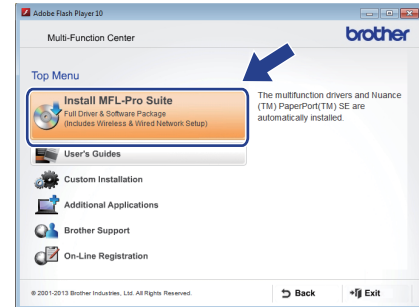 Adobe Flash Player 10
Multi-Function Center
brother
Top Menu
Install MFL-Pro Suite
Full Driver & Software Package
(Includes Wireless & Wired Network Setup)
The multifunction drivers and Nuance
(TM) PaperPort(TM) SE are
automatically installed.
User's Guides
Custom Installation
Additional Applications
Brother Support
On-Line Registration
© 2001-2013 Brother Industries, Ltd. All Rights Reserved.
Back
Exit